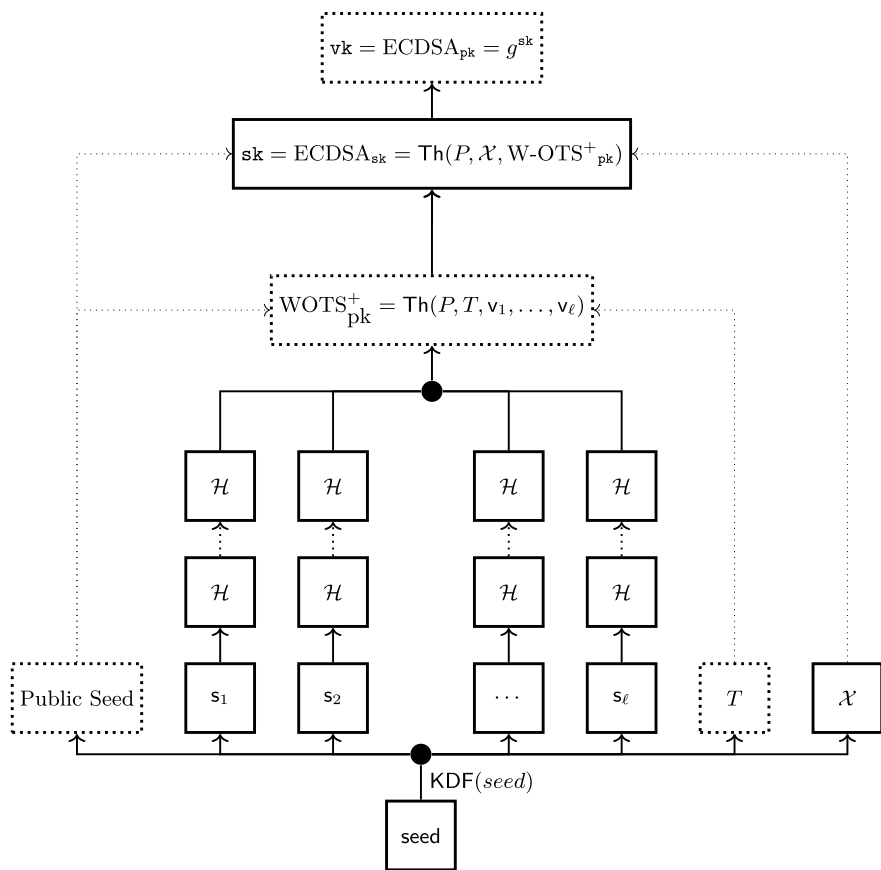 vk = ECDSA_pk = g^sk
sk = ECDSA_sk = Th(P, 𝒳, W-OTS⁺_pk)
WOTS⁺_pk = Th(P, T, v₁, . . . , v_ℓ)
ℋ ℋ ℋ ℋ
ℋ ℋ ℋ ℋ
Public Seed s₁ s₂ · · · s_ℓ T 𝒳
KDF(seed)
seed